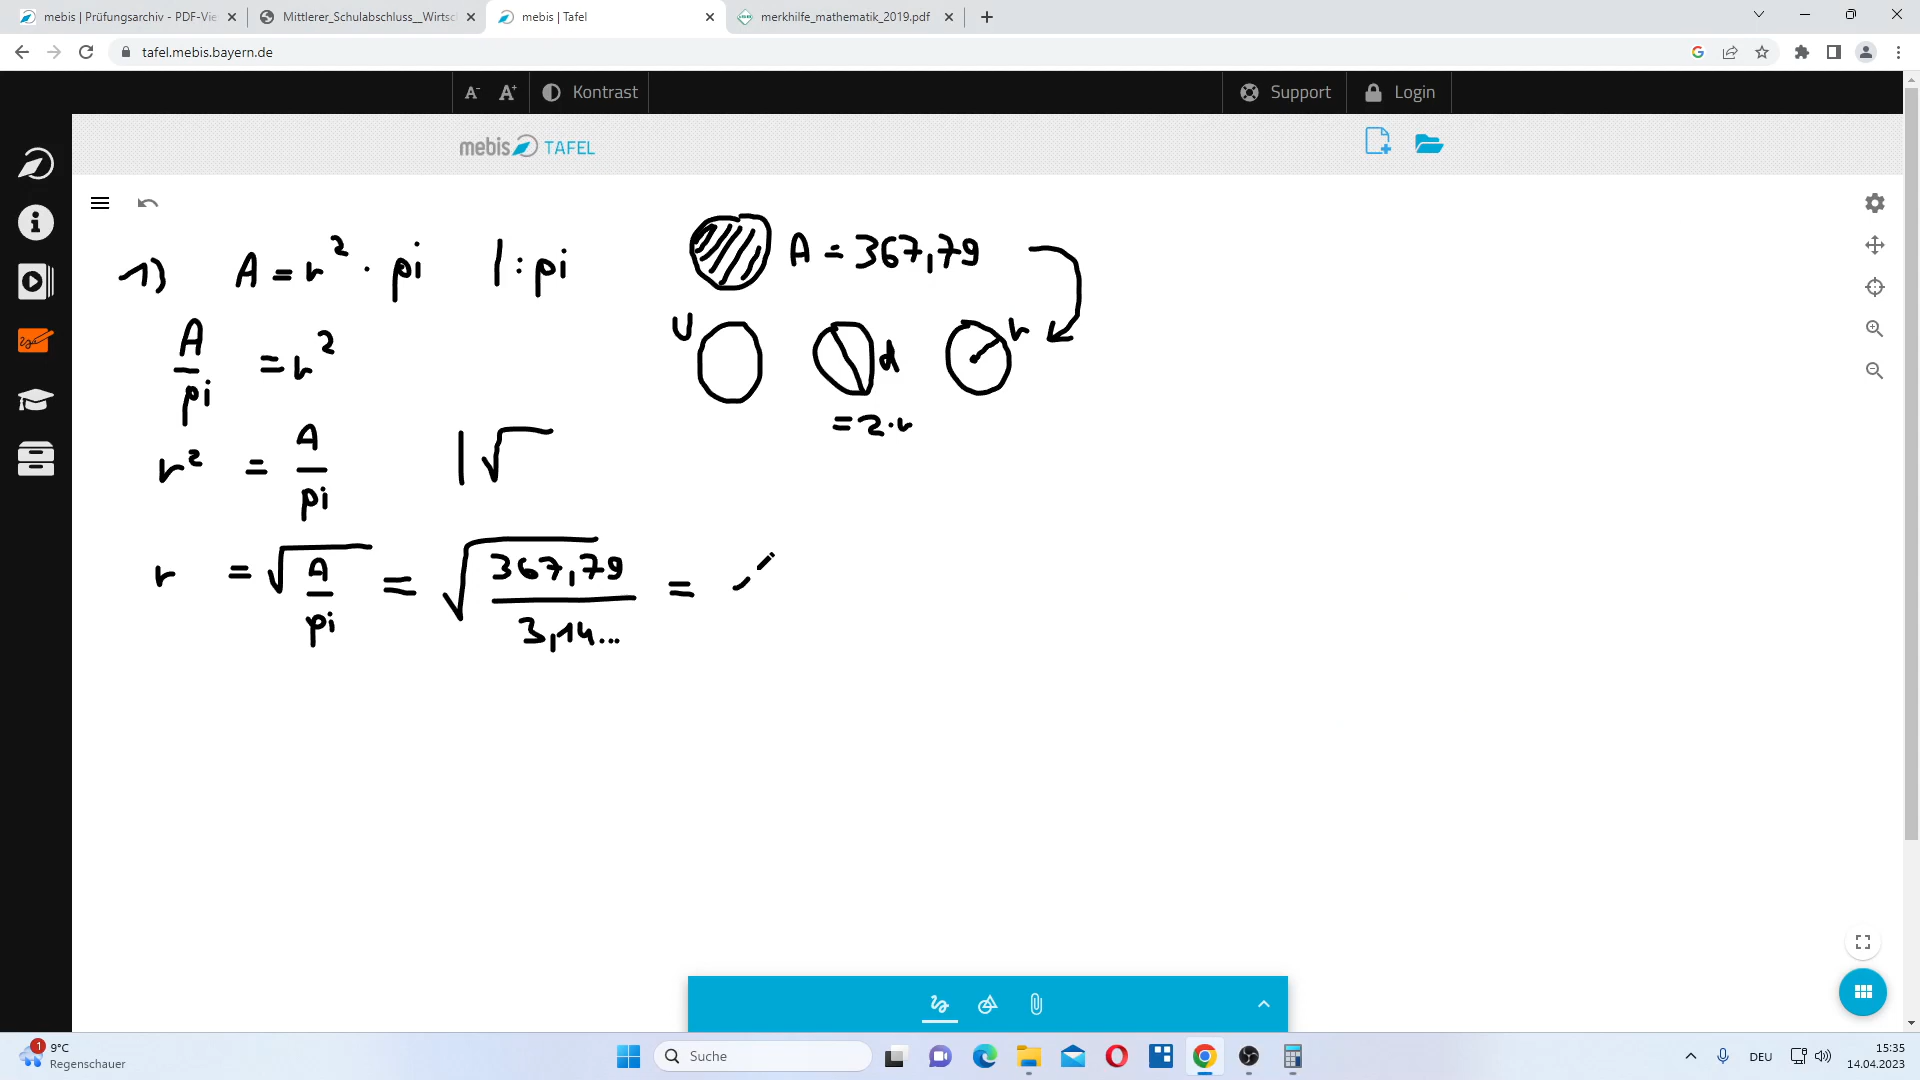 mebis | Prüfungsarchiv - PDF-Vie
Mittlerer_Schulabschluss__Wirtsc
mebis | Tafel
merkhilfe_mathematik_2019.pdf
tafel.mebis.bayern.de
A-
A+
Kontrast
Support
Login
mebis TAFEL
1) A = r² · pi | : pi
A = 367,79
A/pi = r²
U
d
r
= 2 · r
r² = A/pi | √
r = √(A/pi) = √(367,79/3,14...) =
1
9°C
Regenschauer
Suche
DEU
15:35
14.04.2023